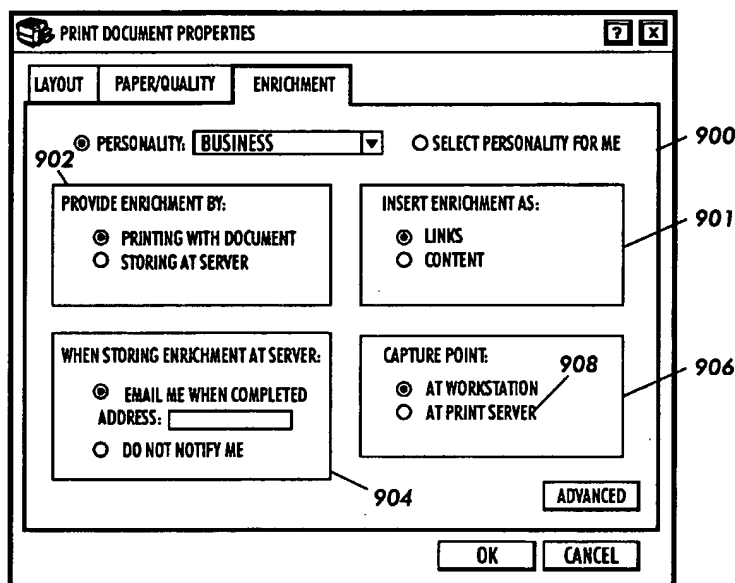 PRINT DOCUMENT PROPERTIES ? X
LAYOUT PAPER/QUALITY ENRICHMENT
PERSONALITY: BUSINESS SELECT PERSONALITY FOR ME
900
902
PROVIDE ENRICHMENT BY:
PRINTING WITH DOCUMENT
STORING AT SERVER
INSERT ENRICHMENT AS:
LINKS
CONTENT
901
WHEN STORING ENRICHMENT AT SERVER:
EMAIL ME WHEN COMPLETED
ADDRESS:
DO NOT NOTIFY ME
904
CAPTURE POINT:
908
AT WORKSTATION
AT PRINT SERVER
906
ADVANCED
OK CANCEL